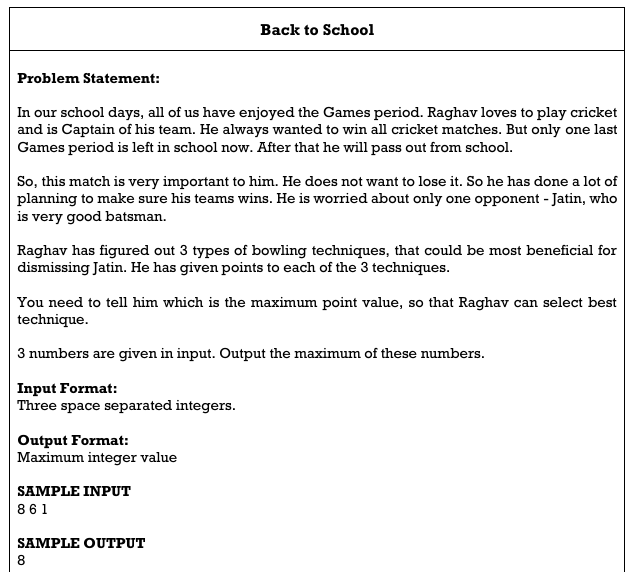 Back to School
Problem Statement:
In our school days, all of us have enjoyed the Games period. Raghav loves to play cricket
and is Captain of his team. He always wanted to win all cricket matches. But only one last
Games period is left in school now. After that he will pass out from school.
So, this match is very important to him. He does not want to lose it. So he has done a lot of
planning to make sure his teams wins. He is worried about only one opponent - Jatin, who
is very good batsman.
Raghav has figured out 3 types of bowling techniques, that could be most beneficial for
dismissing Jatin. He has given points to each of the 3 techniques.
You need to tell him which is the maximum point value, so that Raghav can select best
technique.
3 numbers are given in input. Output the maximum of these numbers.
Input Format:
Three space separated integers.
Output Format:
Maximum integer value
SAMPLE INPUT
8 6 1
SAMPLE OUTPUT
8